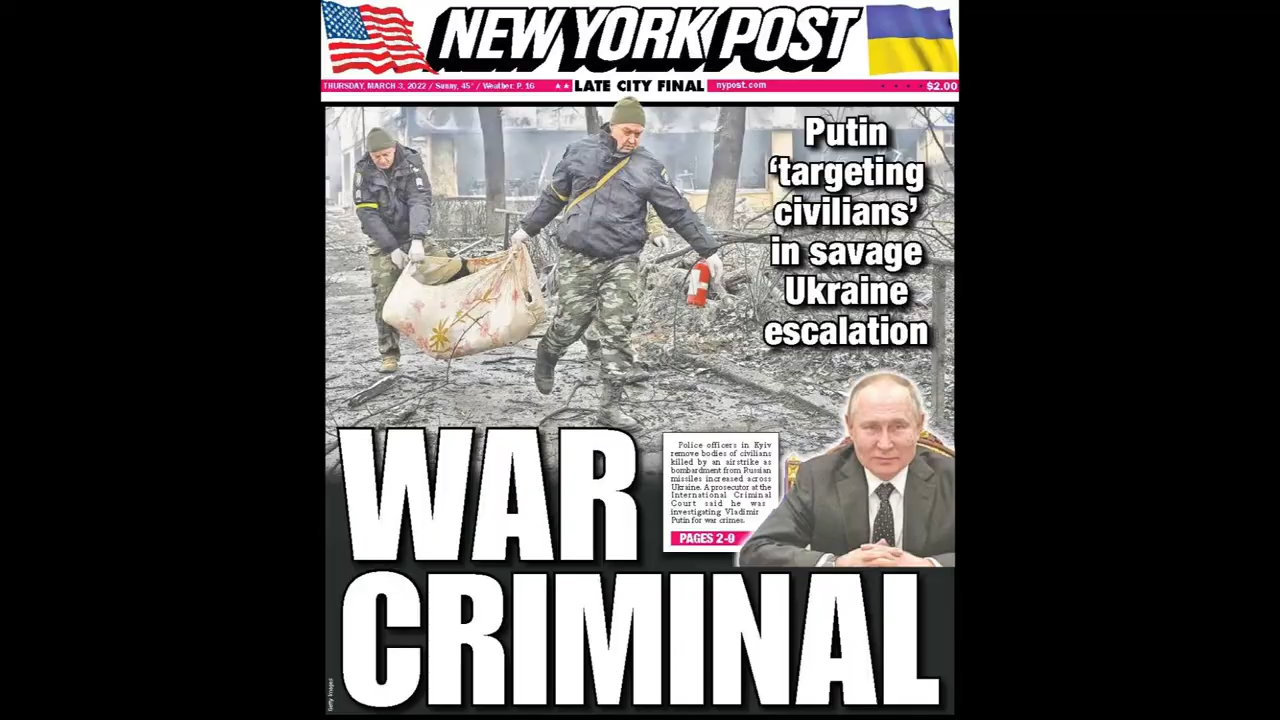 NEW YORK POST
THURSDAY, MARCH 3, 2022 / Sunny, 45° / Weather: P. 16
LATE CITY FINAL
nypost.com
$2.00
Putin
‘targeting
civilians’
in savage
Ukraine
escalation
WAR
CRIMINAL
Police officers in Kyiv
remove bodies of civilians
killed by an airstrike as
bombardment from Russian
missiles increased across
Ukraine. A prosecutor at the
International Criminal
Court said he was
investigating Vladimir
Putin for war crimes.
PAGES 2-9
Getty Images